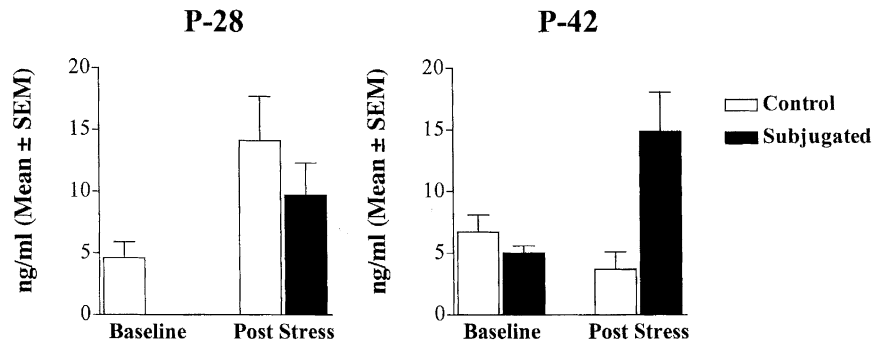 P-28
ng/ml (Mean ± SEM)
20
15
10
5
0
Baseline
Post Stress
P-42
ng/ml (Mean ± SEM)
20
15
10
5
0
Baseline
Post Stress
Control
Subjugated